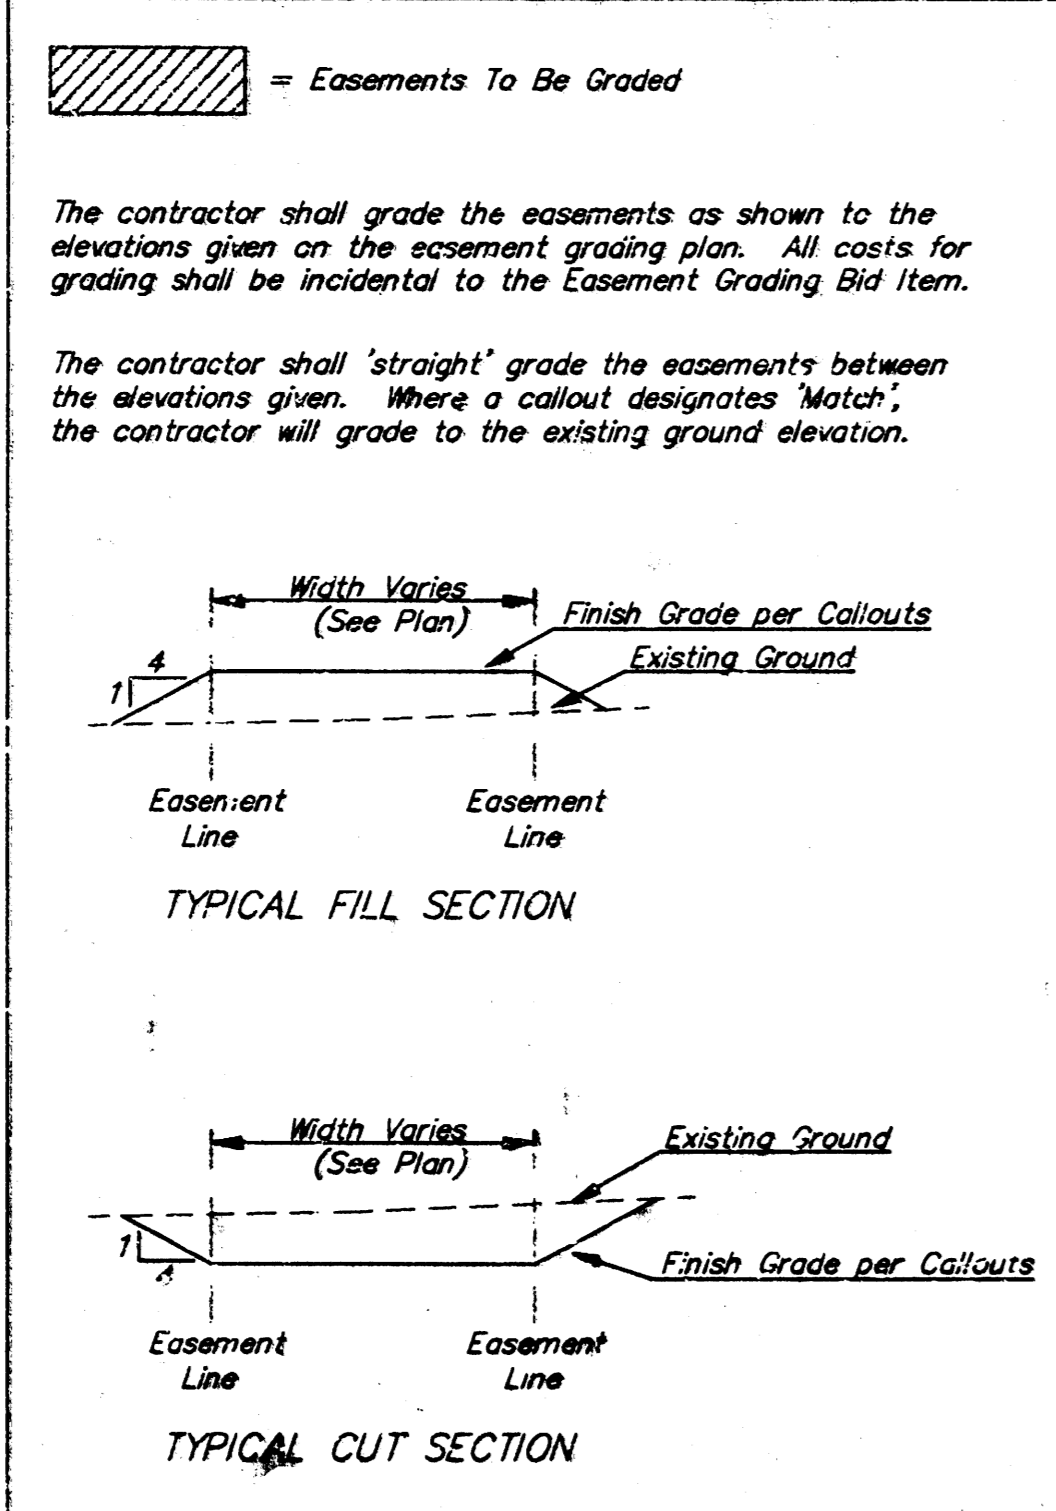 = Easements To Be Graded
The contractor shall grade the easements as shown to the
elevations given on the easement grading plan. All costs for
grading shall be incidental to the Easement Grading Bid Item.
The contractor shall 'straight' grade the easements between
the elevations given. Where a callout designates 'Match',
the contractor will grade to the existing ground elevation.
Width Varies
(See Plan)
Finish Grade per Callouts
Existing Ground
4
1
Easement
Line
Easement
Line
TYPICAL FILL SECTION
Width Varies
(See Plan)
Existing Ground
1
4
Finish Grade per Callouts
Easement
Line
Easement
Line
TYPICAL CUT SECTION